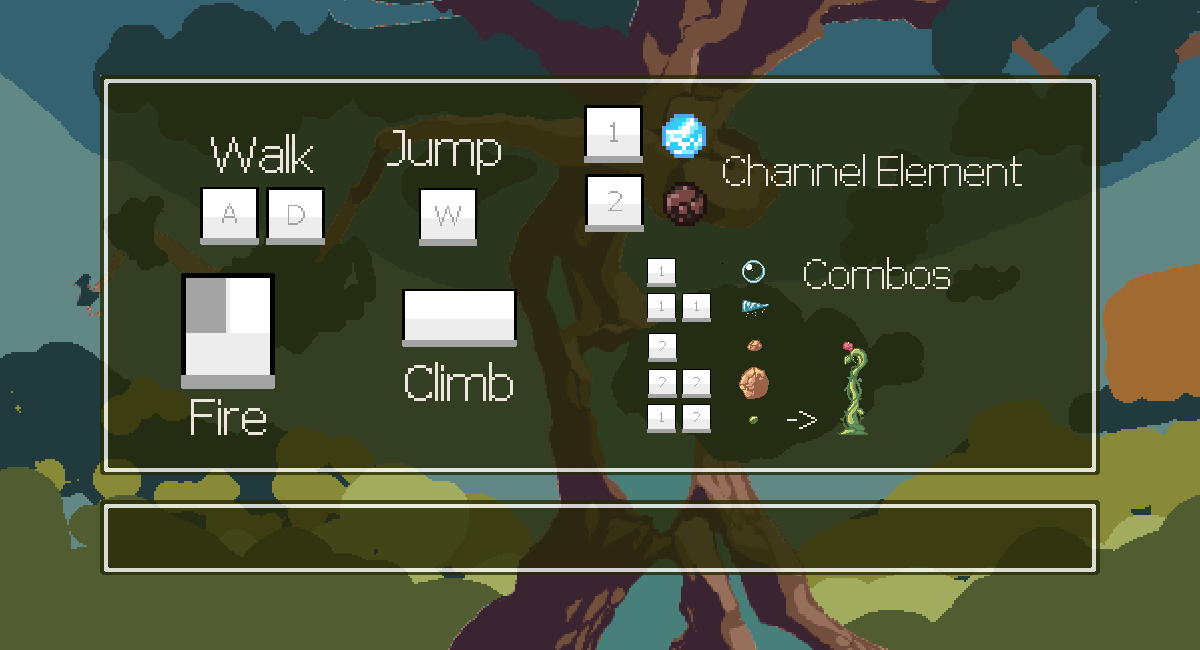 Walk
A D
Jump
W
1
2
Channel Element
Fire
Climb
Combos
1
1 1
2
2 2
1 2 ->